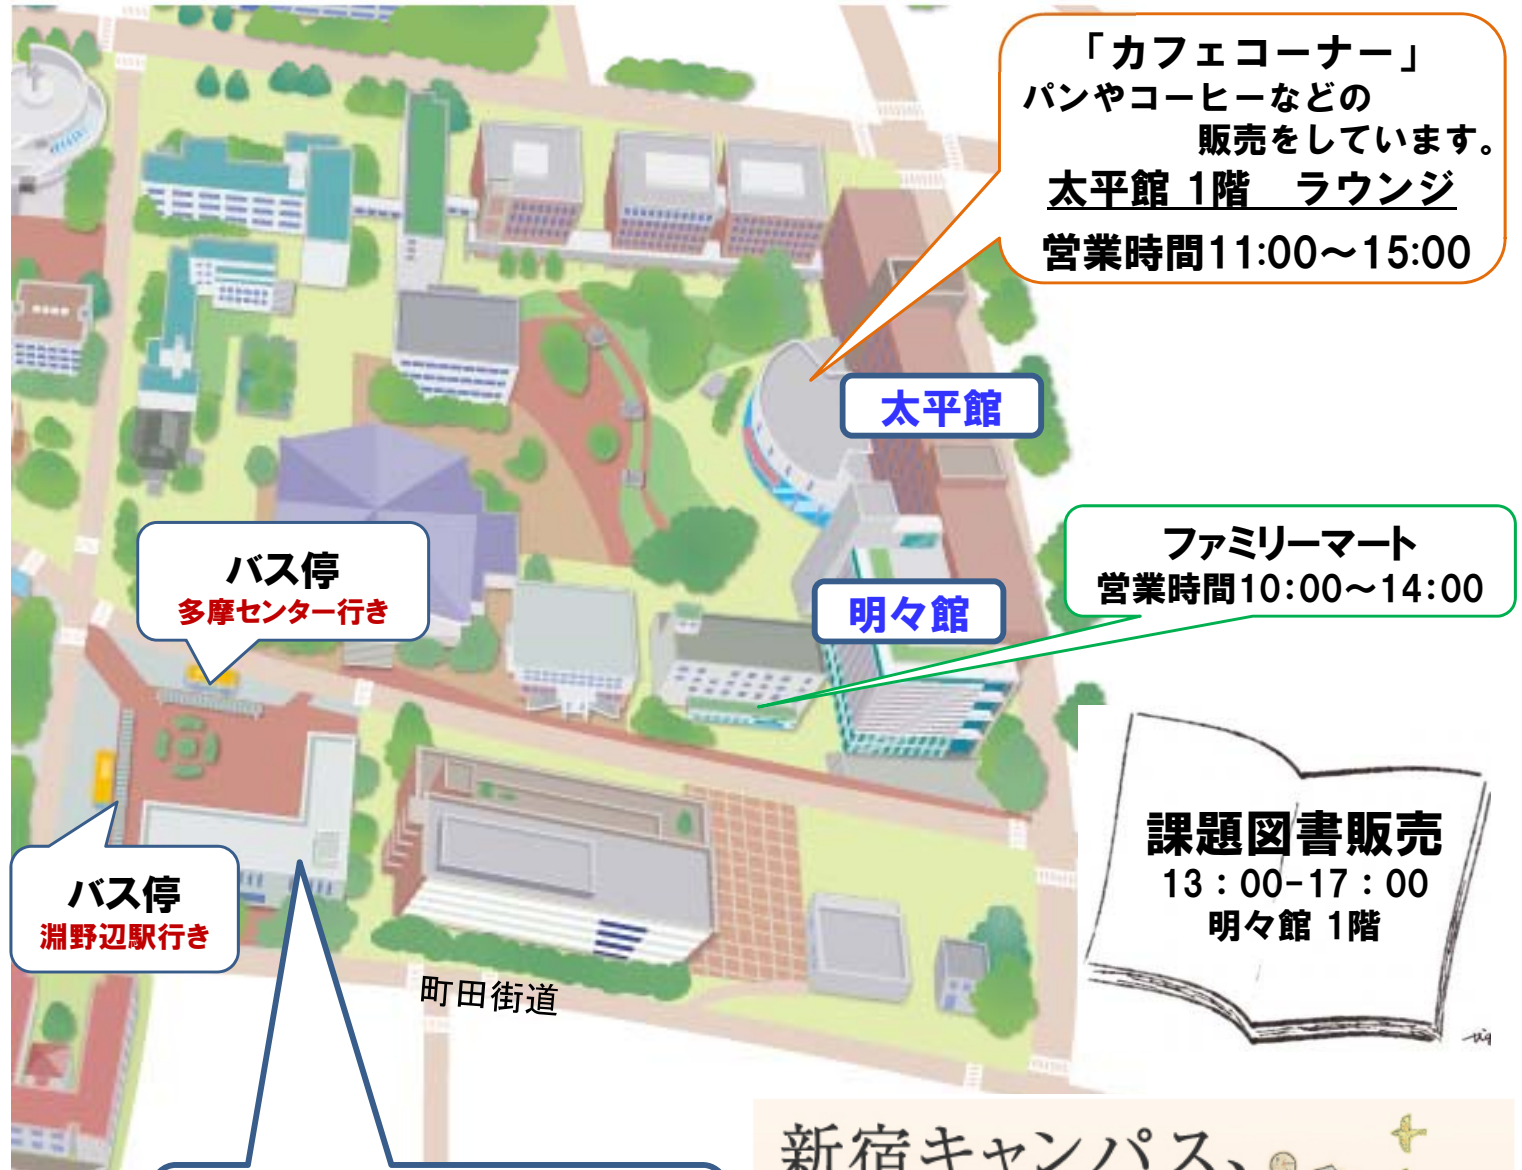 「カフェコーナー」
パンやコーヒーなどの
販売をしています。
太平館 1階　ラウンジ
営業時間11:00～15:00
太平館
ファミリーマート
営業時間10:00～14:00
明々館
バス停
多摩センター行き
バス停
淵野辺駅行き
課題図書販売
13：00-17：00
明々館 1階
町田街道
新宿キャンパス、